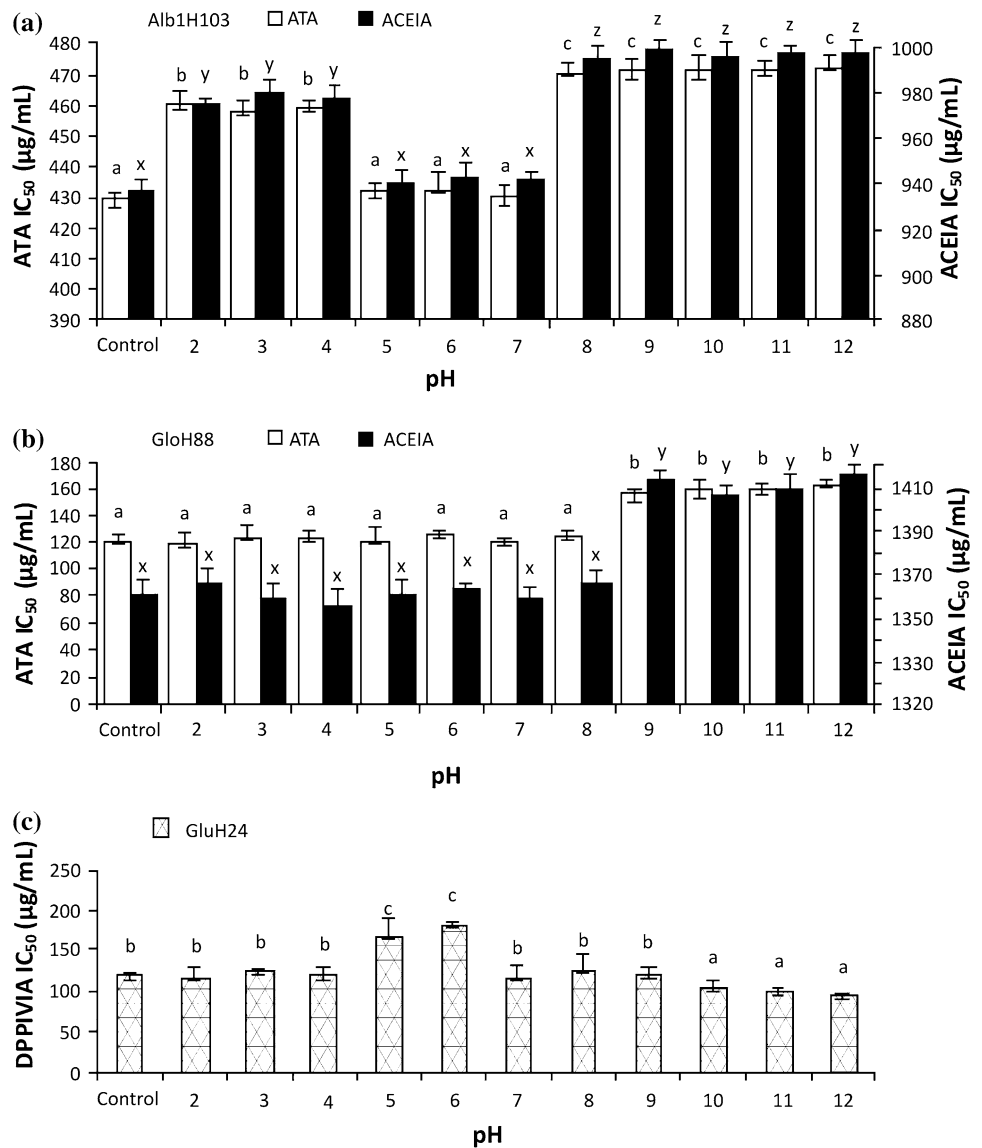 (a) Alb1H103 ATA ACEIA
ATA IC50 (µg/mL)
480
470
460
450
440
430
420
410
400
390
a x b y b y b y a x a x a x c z c z c z c z c z
1000
980
960
940
920
900
880
ACEIA IC50 (µg/mL)
Control 2 3 4 5 6 7 8 9 10 11 12
pH
(b) GloH88 ATA ACEIA
ATA IC50 (µg/mL)
180
160
140
120
100
80
60
40
20
0
a x a x a x a x a x a x a x a x b y b y b y b y
1410
1390
1370
1350
1330
1320
ACEIA IC50 (µg/mL)
Control 2 3 4 5 6 7 8 9 10 11 12
pH
(c) GluH24
DPPIVIA IC50 (µg/mL)
250
200
150
100
50
0
b b b b c c b b b a a a
Control 2 3 4 5 6 7 8 9 10 11 12
pH